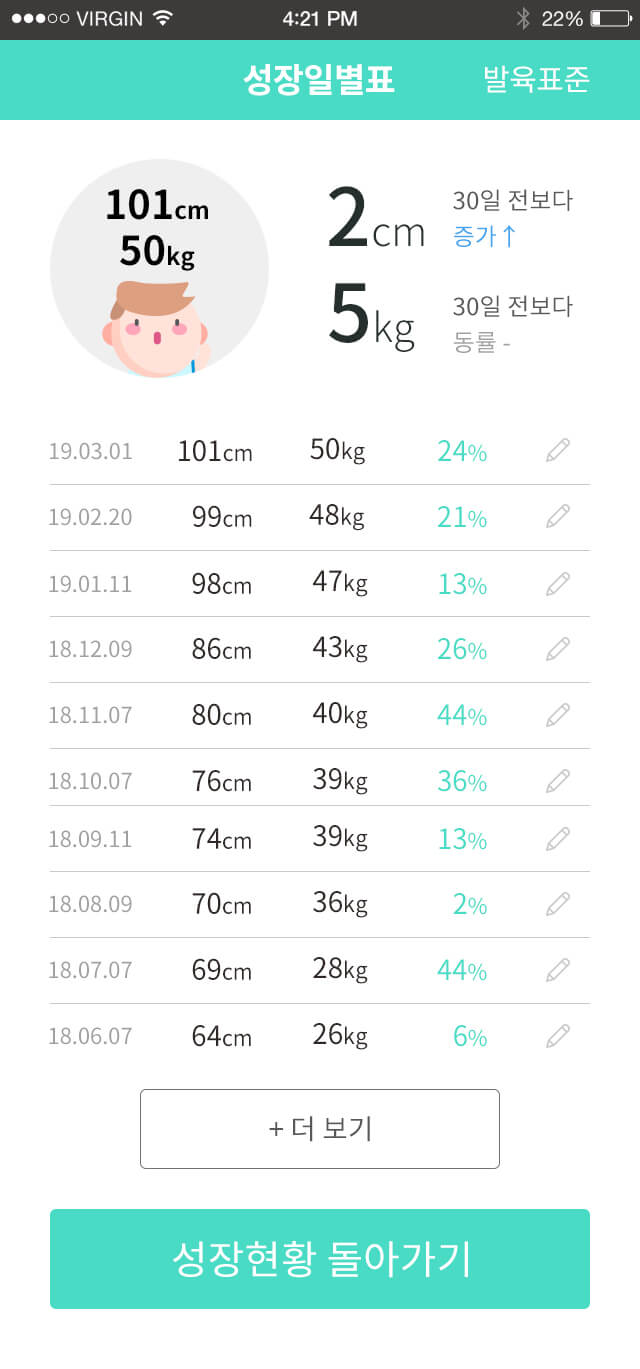 VIRGIN 4:21 PM 22%
성장일별표 발육표준
101cm
50kg
2cm 30일 전보다
증가↑
5kg 30일 전보다
동률 -
19.03.01 101cm 50kg 24%
19.02.20 99cm 48kg 21%
19.01.11 98cm 47kg 13%
18.12.09 86cm 43kg 26%
18.11.07 80cm 40kg 44%
18.10.07 76cm 39kg 36%
18.09.11 74cm 39kg 13%
18.08.09 70cm 36kg 2%
18.07.07 69cm 28kg 44%
18.06.07 64cm 26kg 6%
+ 더 보기
성장현황 돌아가기